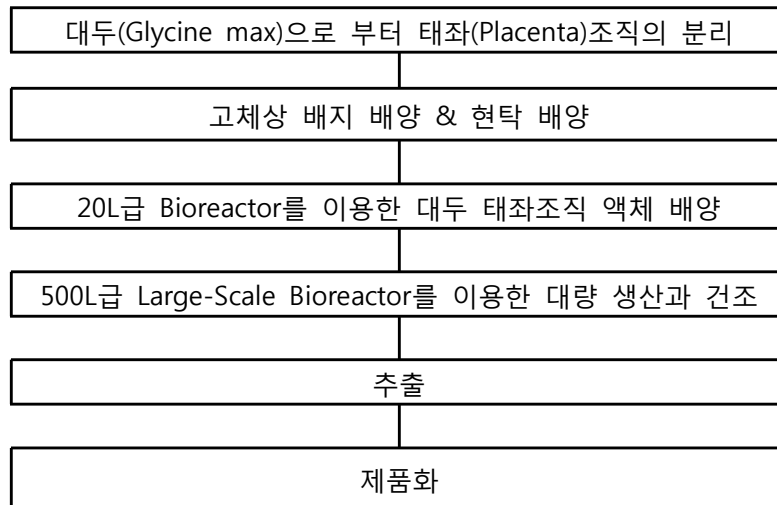 대두(Glycine max)으로 부터 태좌(Placenta)조직의 분리
고체상 배지 배양 & 현탁 배양
20L급 Bioreactor를 이용한 대두 태좌조직 액체 배양
500L급 Large-Scale Bioreactor를 이용한 대량 생산과 건조
추출
제품화